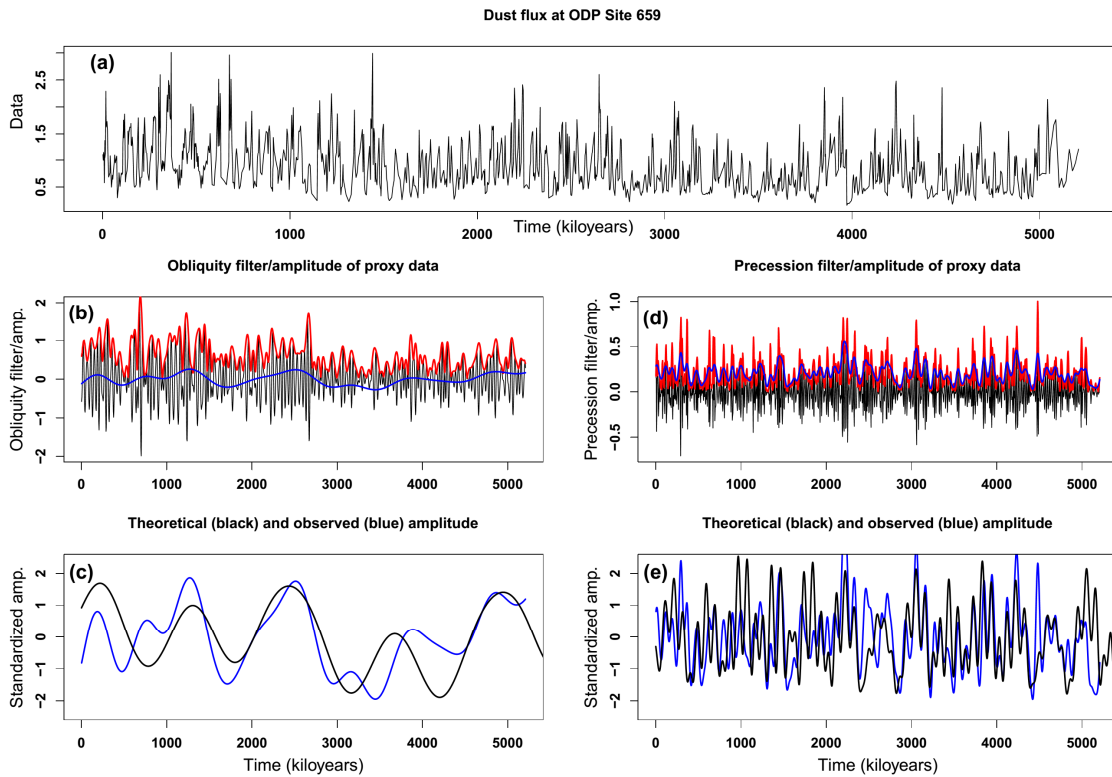 Dust flux at ODP Site 659
(a)
Data
2.5
1.5
0.5
0 1000 2000 3000 4000 5000
Time (kiloyears)
Obliquity filter/amplitude of proxy data
(b)
Obliquity filter/amp.
2
1
0
-1
-2
0 1000 2000 3000 4000 5000
Precession filter/amplitude of proxy data
(d)
Precession filter/amp.
1.0
0.5
0.0
-0.5
0 1000 2000 3000 4000 5000
Theoretical (black) and observed (blue) amplitude
(c)
Standardized amp.
2
1
0
-1
-2
0 1000 2000 3000 4000 5000
Time (kiloyears)
Theoretical (black) and observed (blue) amplitude
(e)
Standardized amp.
2
1
0
-1
-2
0 1000 2000 3000 4000 5000
Time (kiloyears)